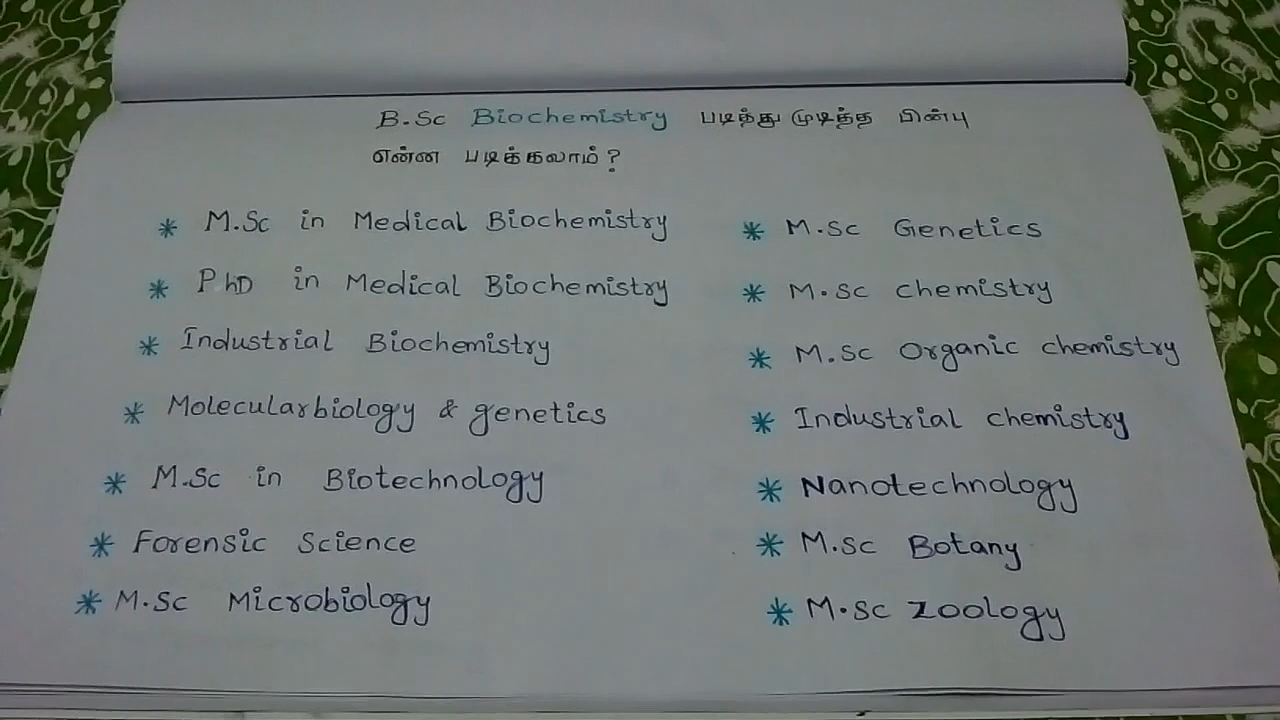 B.Sc Biochemistry படித்து முடித்த பின்பு
என்ன படிக்கலாம்?
* M.Sc in Medical Biochemistry
* PhD in Medical Biochemistry
* Industrial Biochemistry
* Molecularbiology & genetics
* M.Sc in Biotechnology
* Forensic Science
* M.Sc Microbiology
* M.Sc Genetics
* M.Sc chemistry
* M.Sc Organic chemistry
* Industrial chemistry
* Nanotechnology
* M.Sc Botany
* M.Sc Zoology